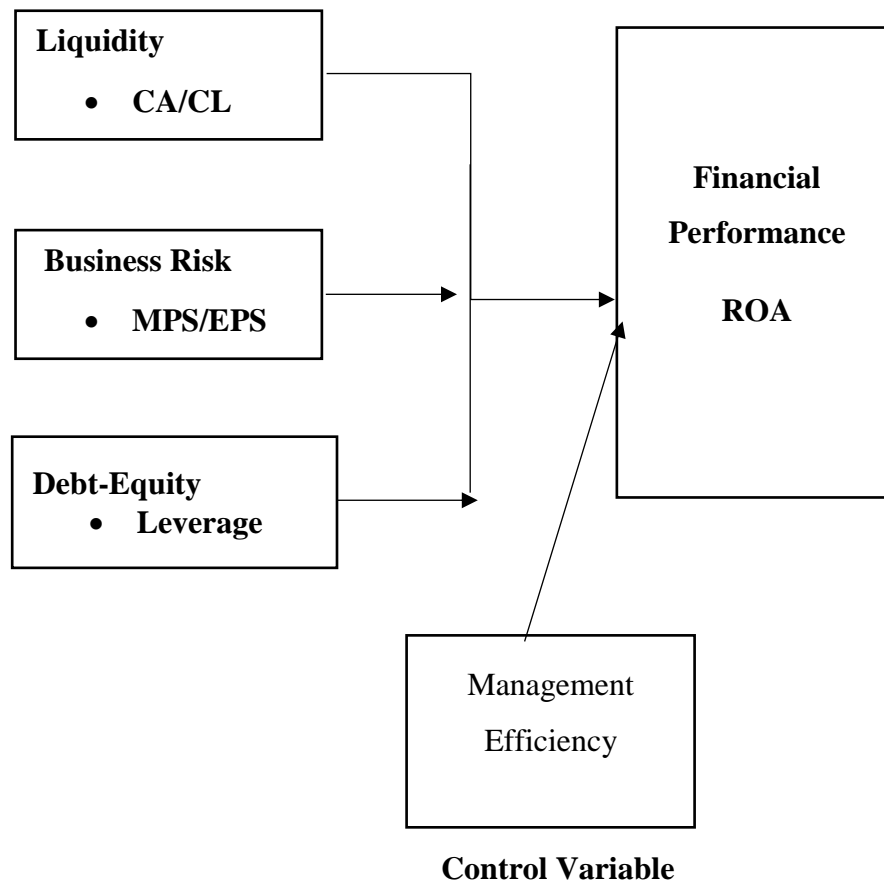 Liquidity
• CA/CL
Business Risk
• MPS/EPS
Debt-Equity
• Leverage
Financial
Performance
ROA
Management
Efficiency
Control Variable